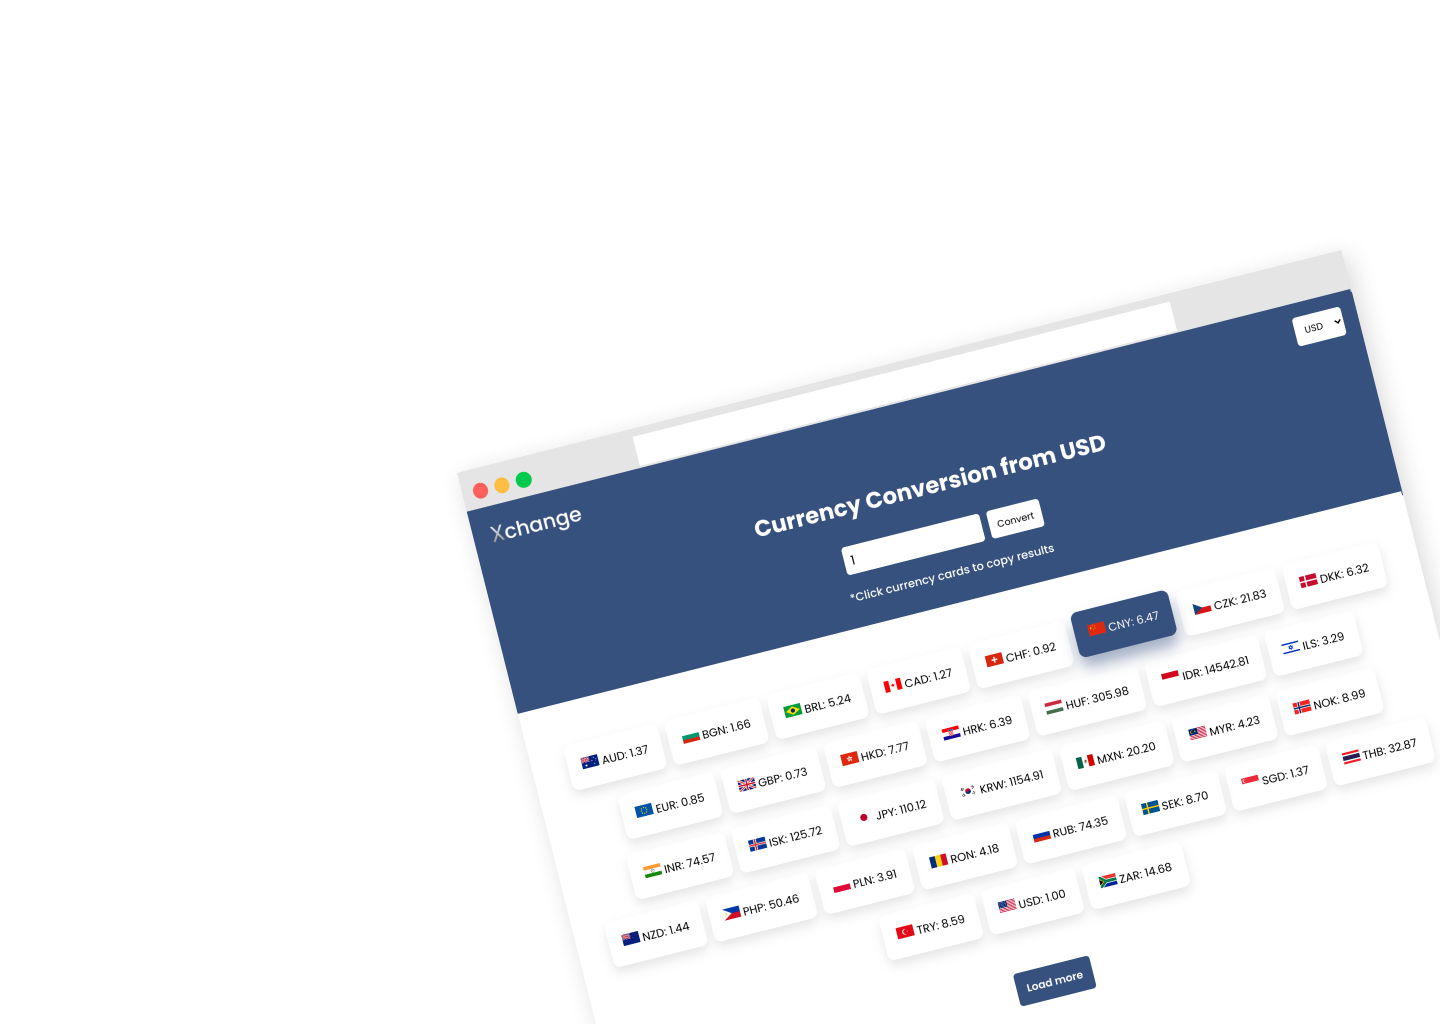 Xchange
USD
Currency Conversion from USD
1
Convert
*Click currency cards to copy results
AUD: 1.37
BGN: 1.66
BRL: 5.24
CAD: 1.27
CHF: 0.92
CNY: 6.47
CZK: 21.83
DKK: 6.32
EUR: 0.85
GBP: 0.73
HKD: 7.77
HRK: 6.39
HUF: 305.98
IDR: 14542.81
ILS: 3.29
INR: 74.57
ISK: 125.72
JPY: 110.12
KRW: 1154.91
MXN: 20.20
MYR: 4.23
NOK: 8.99
NZD: 1.44
PHP: 50.46
PLN: 3.91
RON: 4.18
RUB: 74.35
SEK: 8.70
SGD: 1.37
THB: 32.87
TRY: 8.59
USD: 1.00
ZAR: 14.68
Load more